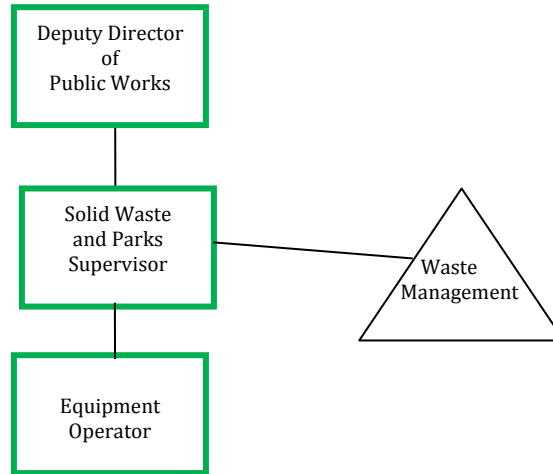 Deputy Director
of
Public Works
Solid Waste
and Parks
Supervisor
Waste
Management
Equipment
Operator